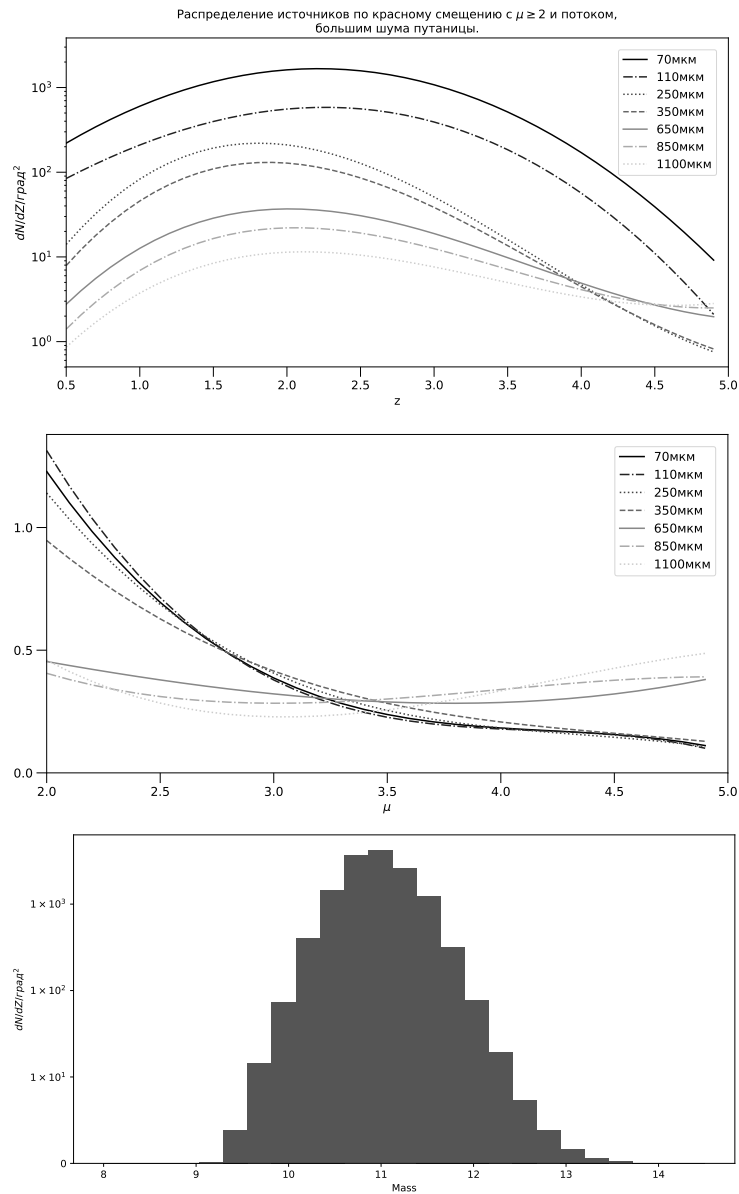 Распределение источников по красному смещению с μ ≥ 2 и потоком,
большим шума путаницы.
dN/dZ/град²
10³
10²
10¹
10⁰
70мкм
110мкм
250мкм
350мкм
650мкм
850мкм
1100мкм
0.5 1.0 1.5 2.0 2.5 3.0 3.5 4.0 4.5 5.0
z
1.0
0.5
0.0
70мкм
110мкм
250мкм
350мкм
650мкм
850мкм
1100мкм
2.0 2.5 3.0 3.5 4.0 4.5 5.0
μ
dN/dZ/град²
1 × 10³
1 × 10²
1 × 10¹
0
8 9 10 11 12 13 14
Mass